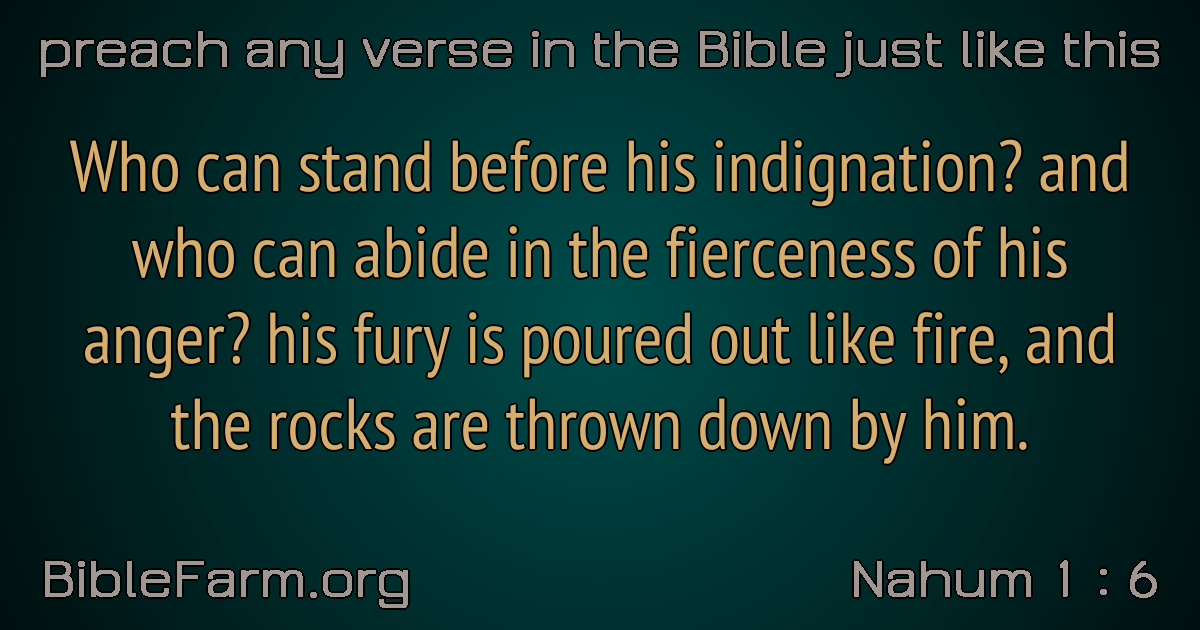 preach any verse in the Bible just like this
Who can stand before his indignation? and
who can abide in the fierceness of his
anger? his fury is poured out like fire, and
the rocks are thrown down by him.
BibleFarm.org
Nahum 1 : 6